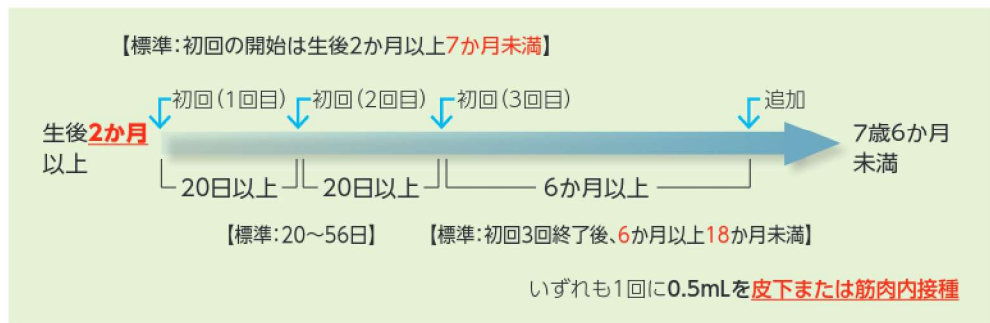 【標準：初回の開始は生後2か月以上7か月未満】
初回（1回目） 初回（2回目） 初回（3回目） 追加
生後2か月
以上
7歳6か月
未満
20日以上 20日以上 6か月以上
【標準：20～56日】 【標準：初回3回終了後、6か月以上18か月未満】
いずれも1回に0.5mLを皮下または筋肉内接種